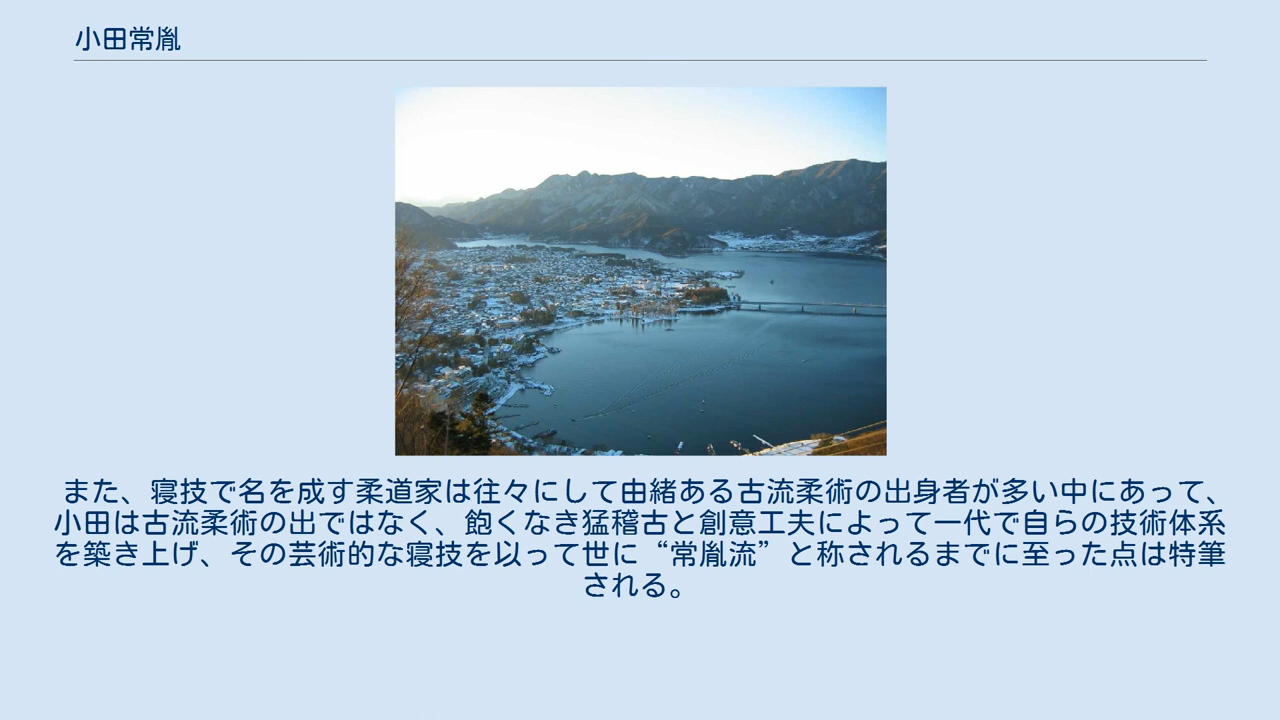 小田常胤
また、寝技で名を成す柔道家は往々にして由緒ある古流柔術の出身者が多い中にあって、
小田は古流柔術の出ではなく、飽くなき猛稽古と創意工夫によって一代で自らの技術体系
を築き上げ、その芸術的な寝技を以って世に“常胤流”と称されるまでに至った点は特筆
される。